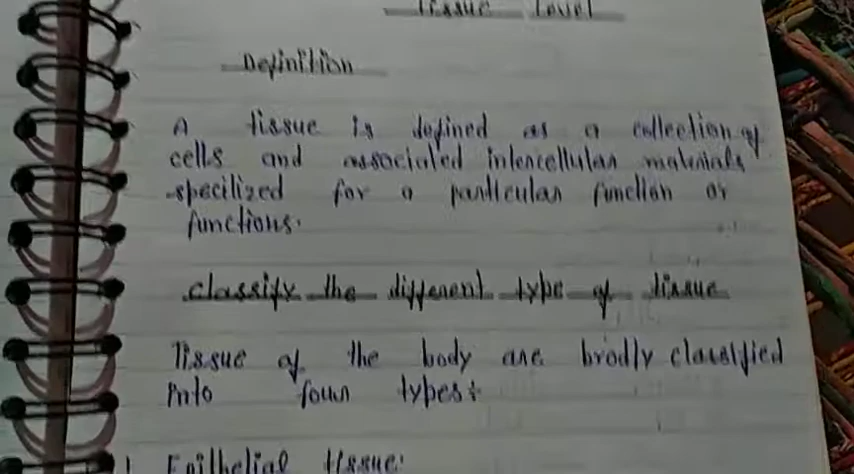 Tissue Level
Definition
A tissue is defined as a collection of
cells and associated intercellular materials
specilized for a particular function or
functions.
classify the different type of tissue
Tissue of the body are brodly classified
into four types:
1 Epithelial tissue: